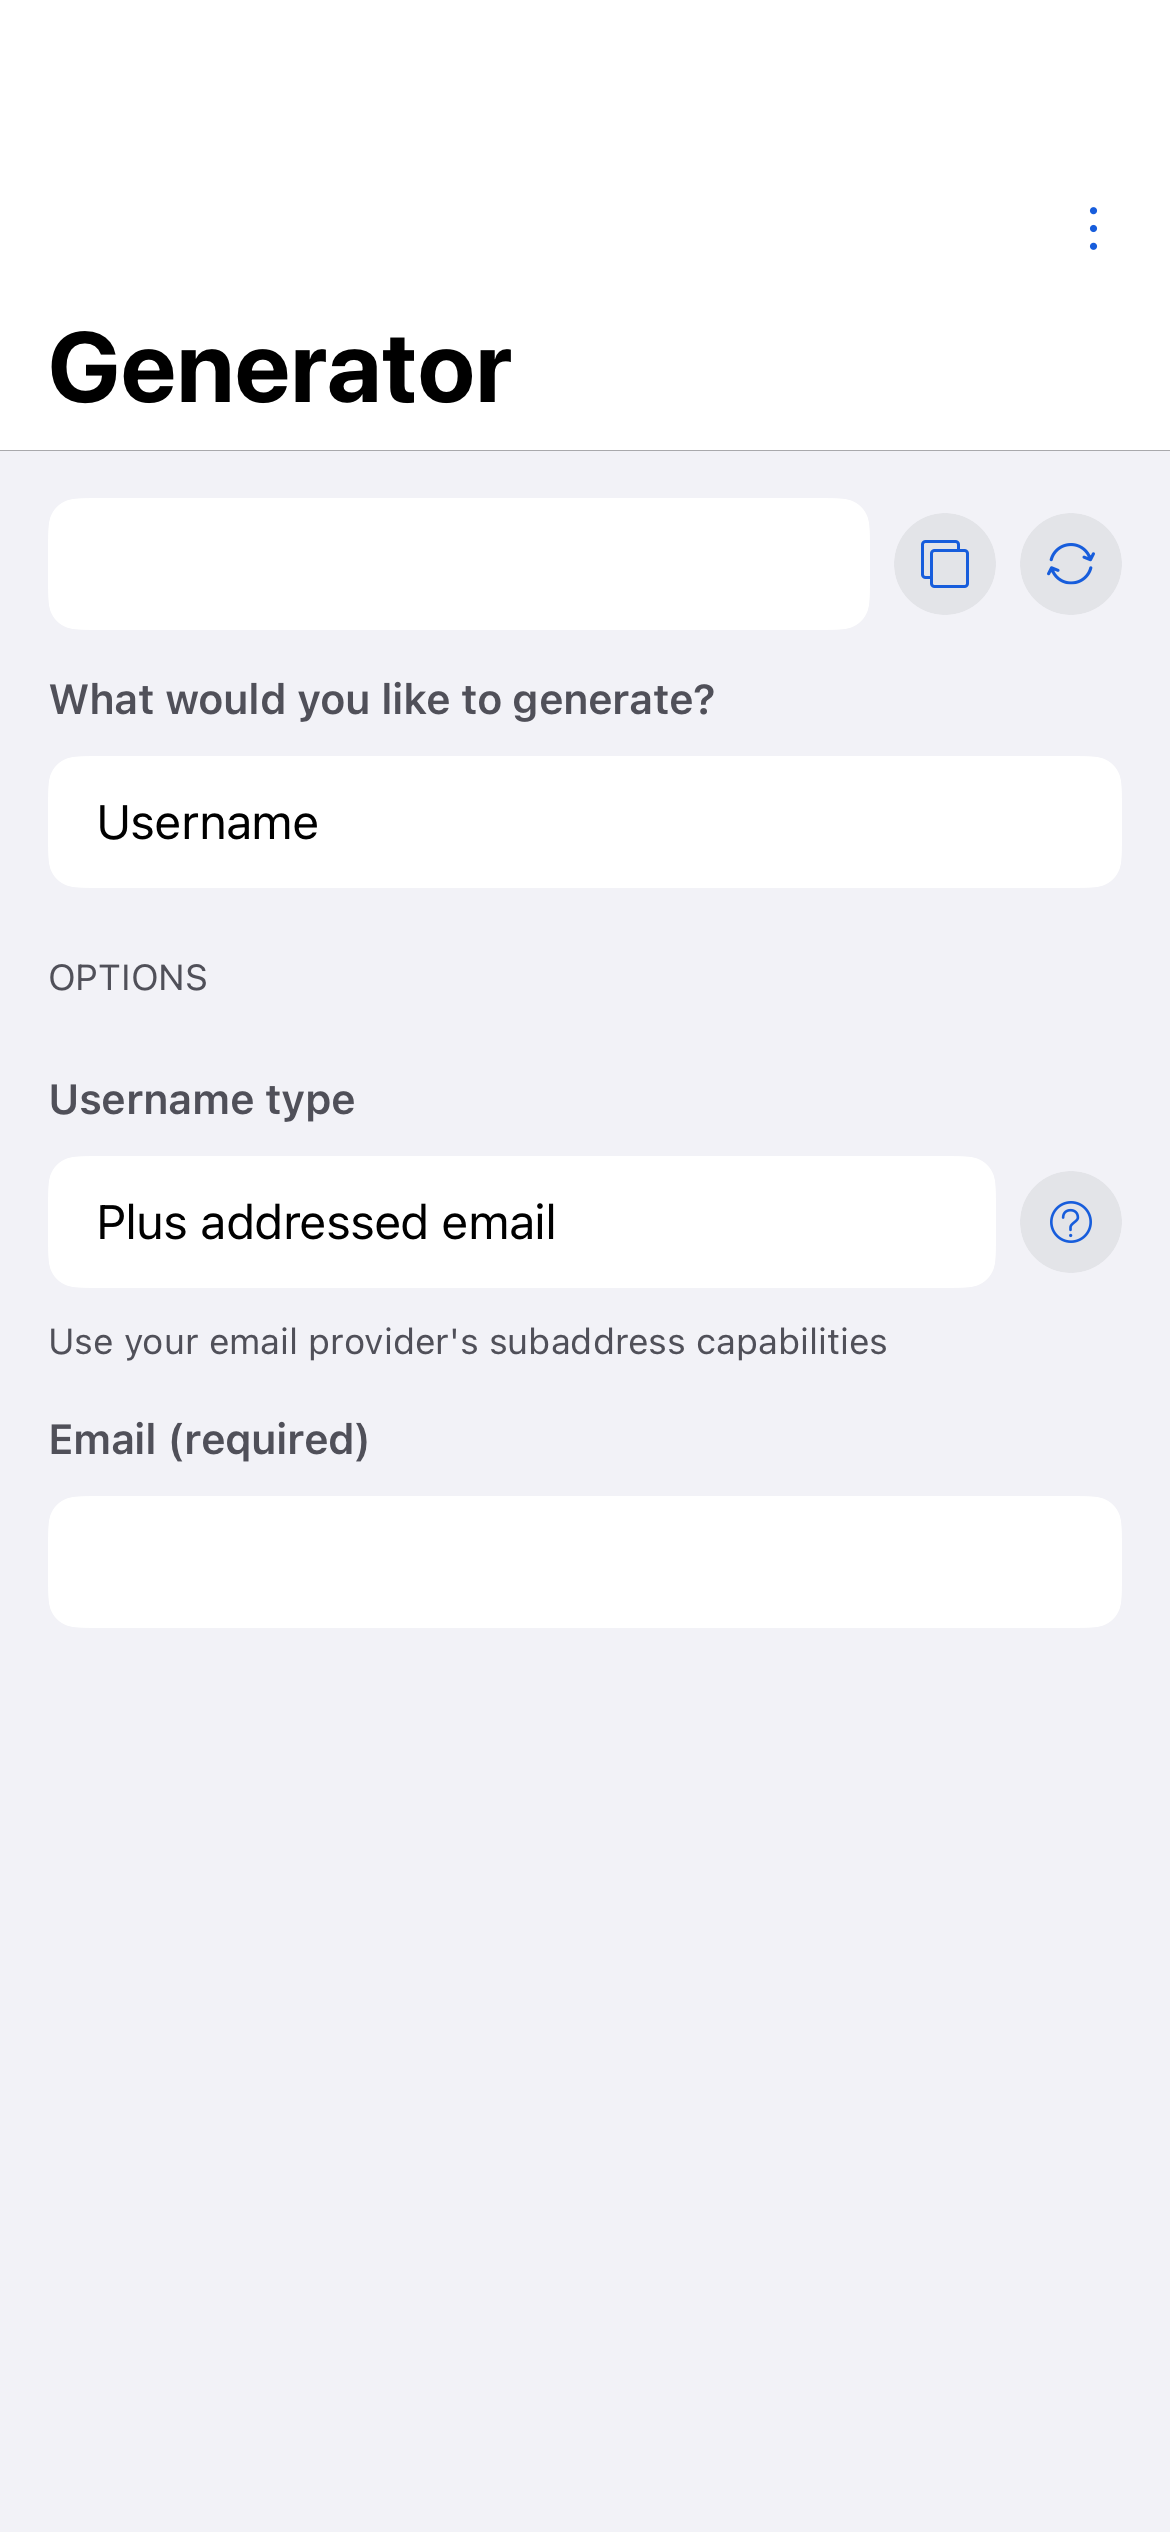 Generator
What would you like to generate?
Username
OPTIONS
Username type
Plus addressed email
Use your email provider's subaddress capabilities
Email (required)